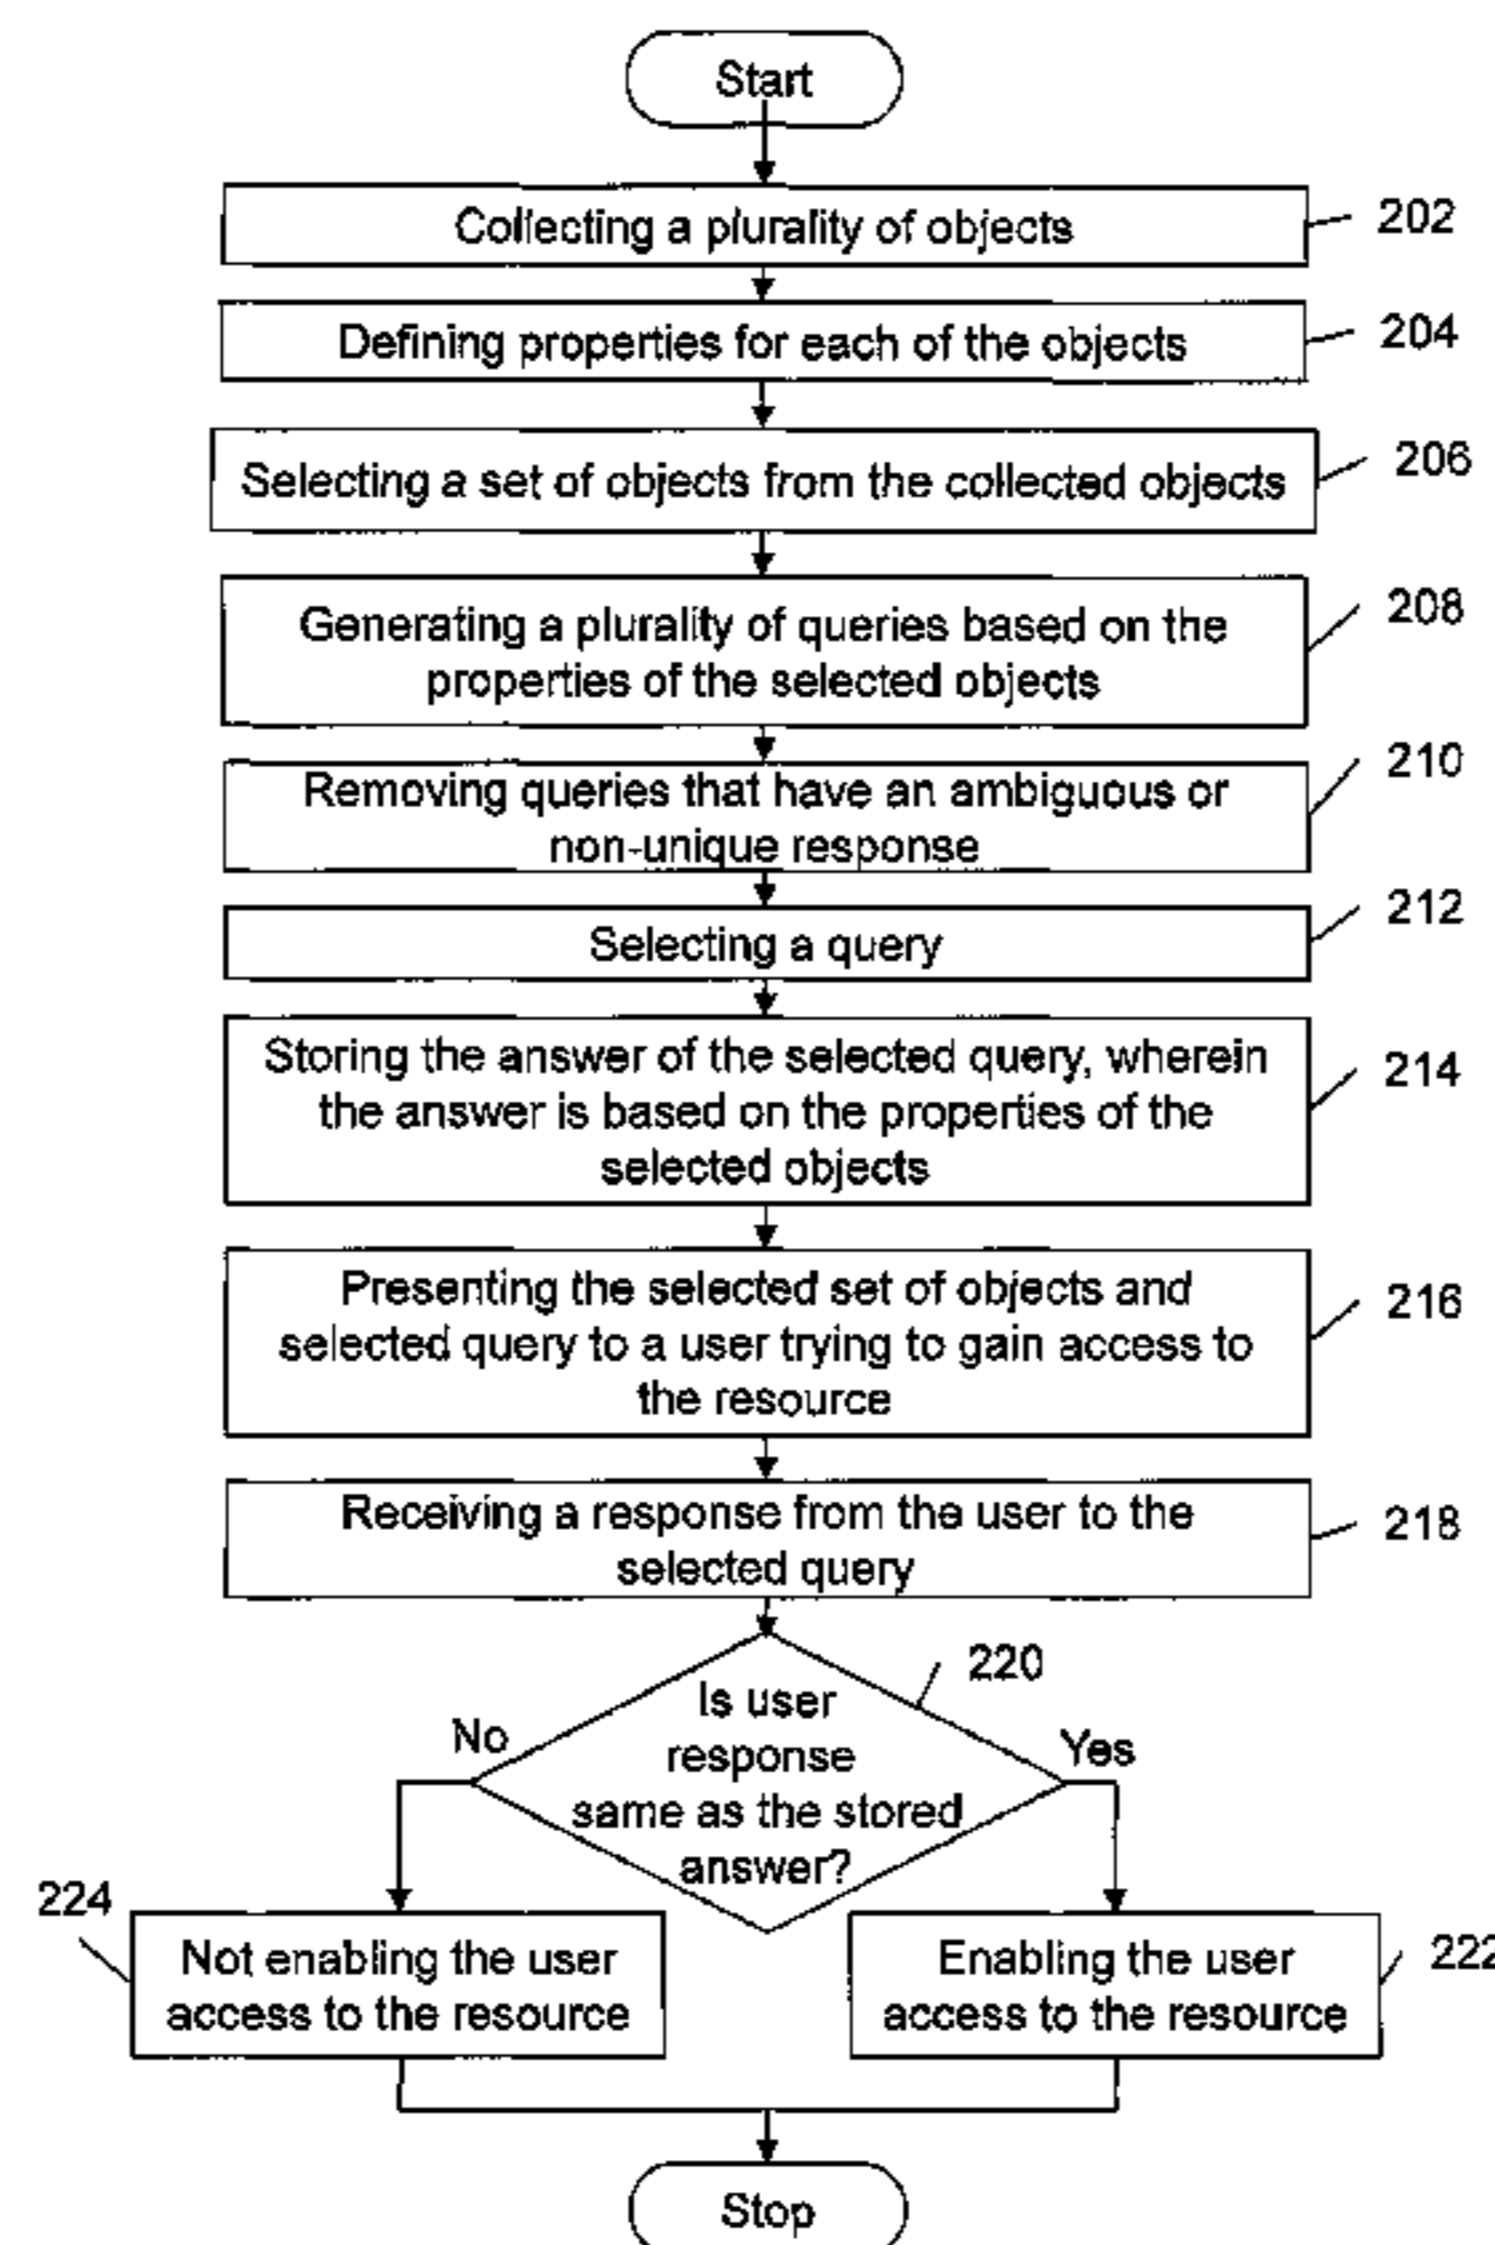 Start
Collecting a plurality of objects
202
Defining properties for each of the objects
204
Selecting a set of objects from the collected objects
206
Generating a plurality of queries based on the
properties of the selected objects
208
Removing queries that have an ambiguous or
non-unique response
210
Selecting a query
212
Storing the answer of the selected query, wherein
the answer is based on the properties of the
selected objects
214
Presenting the selected set of objects and
selected query to a user trying to gain access to
the resource
216
Receiving a response from the user to the
selected query
218
Is user
response
same as the stored
answer?
220
No
Yes
224
Not enabling the user
access to the resource
Enabling the user
access to the resource
222
Stop